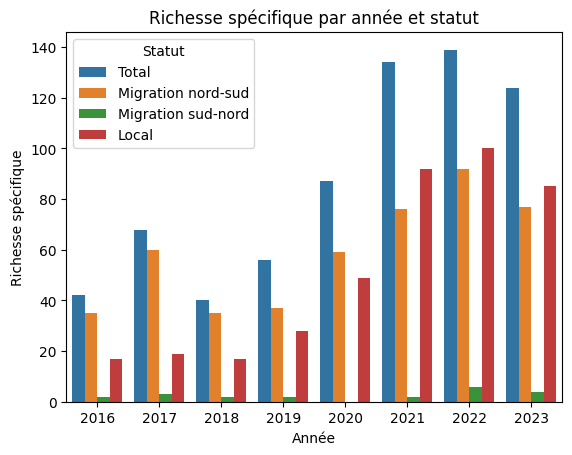 Richesse spécifique par année et statut
Statut
Total
Migration nord-sud
Migration sud-nord
Local
Richesse spécifique
140
120
100
80
60
40
20
0
2016 2017 2018 2019 2020 2021 2022 2023
Année